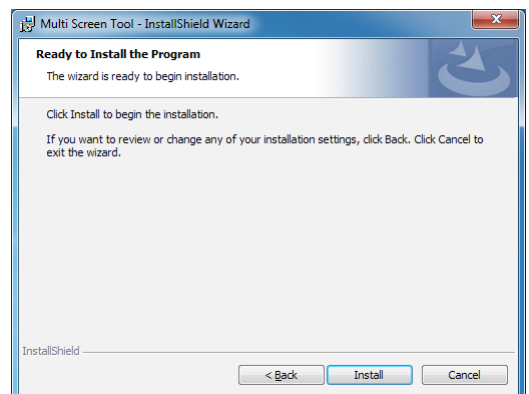 Multi Screen Tool - InstallShield Wizard
Ready to Install the Program
The wizard is ready to begin installation.
Click Install to begin the installation.
If you want to review or change any of your installation settings, click Back. Click Cancel to
exit the wizard.
InstallShield
< Back
Install
Cancel